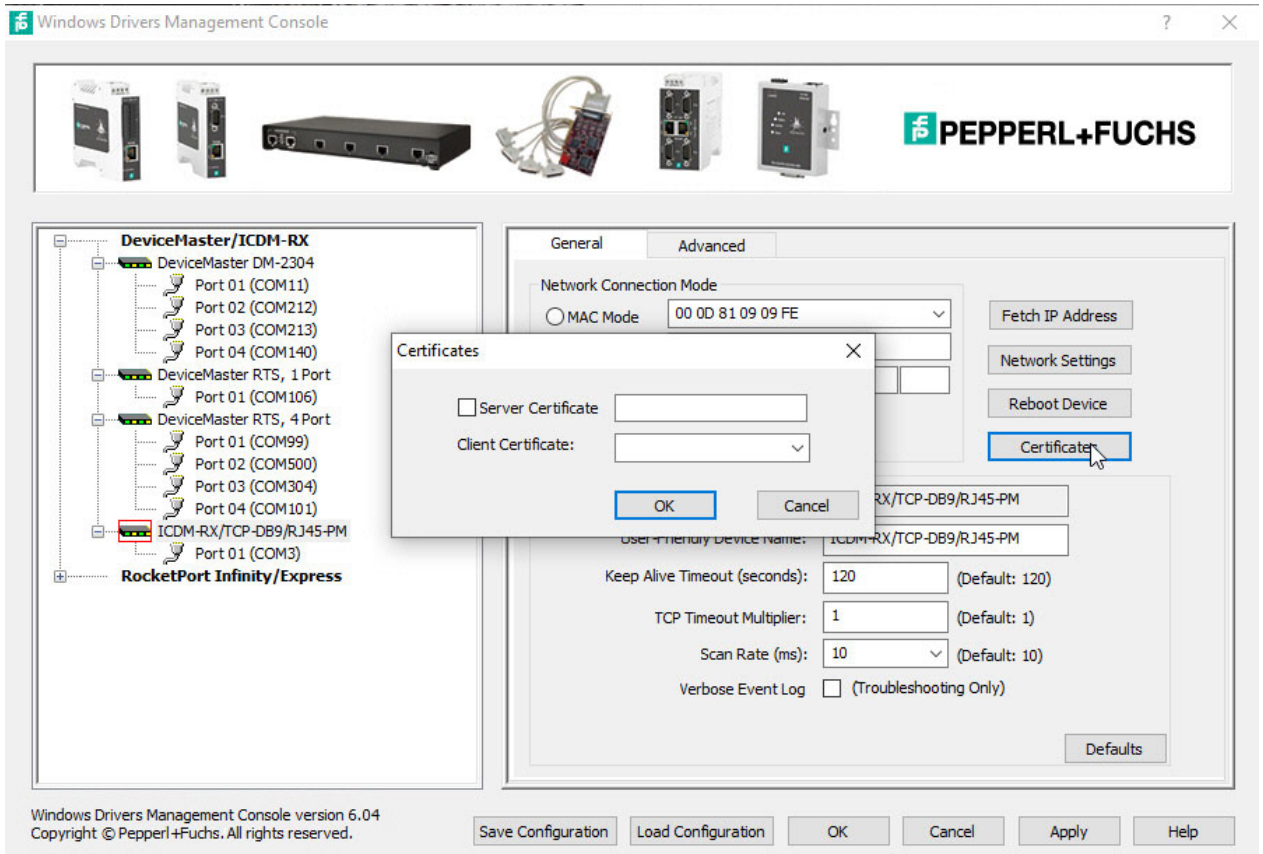 Windows Drivers Management Console
?
PEPPERL+FUCHS
DeviceMaster/ICDM-RX
DeviceMaster DM-2304
Port 01 (COM11)
Port 02 (COM212)
Port 03 (COM213)
Port 04 (COM140)
DeviceMaster RTS, 1 Port
Port 01 (COM106)
DeviceMaster RTS, 4 Port
Port 01 (COM99)
Port 02 (COM500)
Port 03 (COM304)
Port 04 (COM101)
ICDM-RX/TCP-DB9/RJ45-PM
Port 01 (COM3)
RocketPort Infinity/Express
General
Advanced
Network Connection Mode
MAC Mode 00 0D 81 09 09 FE
Fetch IP Address
Network Settings
Reboot Device
Certificates
Certificates
Server Certificate
Client Certificate:
OK
Cancel
RX/TCP-DB9/RJ45-PM
User-Friendly Device Name: ICDM-RX/TCP-DB9/RJ45-PM
Keep Alive Timeout (seconds): 120 (Default: 120)
TCP Timeout Multiplier: 1 (Default: 1)
Scan Rate (ms): 10 (Default: 10)
Verbose Event Log (Troubleshooting Only)
Defaults
Windows Drivers Management Console version 6.04
Copyright © Pepperl+Fuchs. All rights reserved.
Save Configuration
Load Configuration
OK
Cancel
Apply
Help